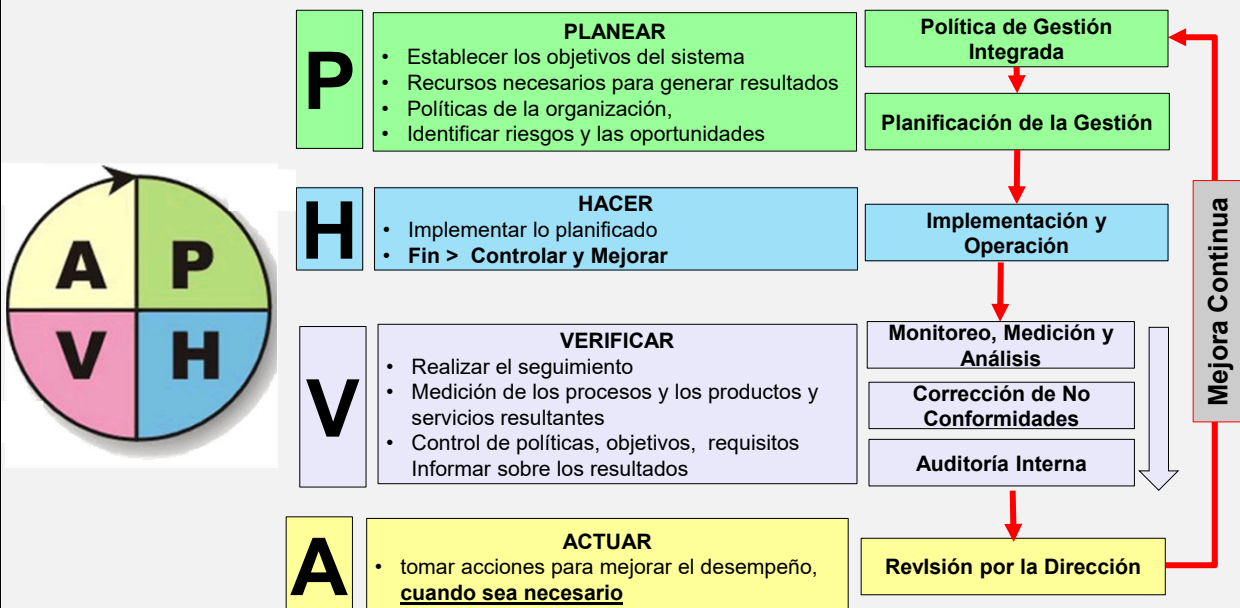 A P
V H
P
PLANEAR
• Establecer los objetivos del sistema
• Recursos necesarios para generar resultados
• Políticas de la organización,
• Identificar riesgos y las oportunidades
Política de Gestión
Integrada
Planificación de la Gestión
H
HACER
• Implementar lo planificado
• Fin > Controlar y Mejorar
Implementación y
Operación
V
VERIFICAR
• Realizar el seguimiento
• Medición de los procesos y los productos y
servicios resultantes
• Control de políticas, objetivos, requisitos
Informar sobre los resultados
Monitoreo, Medición y
Análisis
Corrección de No
Conformidades
Auditoría Interna
A
ACTUAR
• tomar acciones para mejorar el desempeño,
cuando sea necesario
RevIsión por la Dirección
Mejora Continua